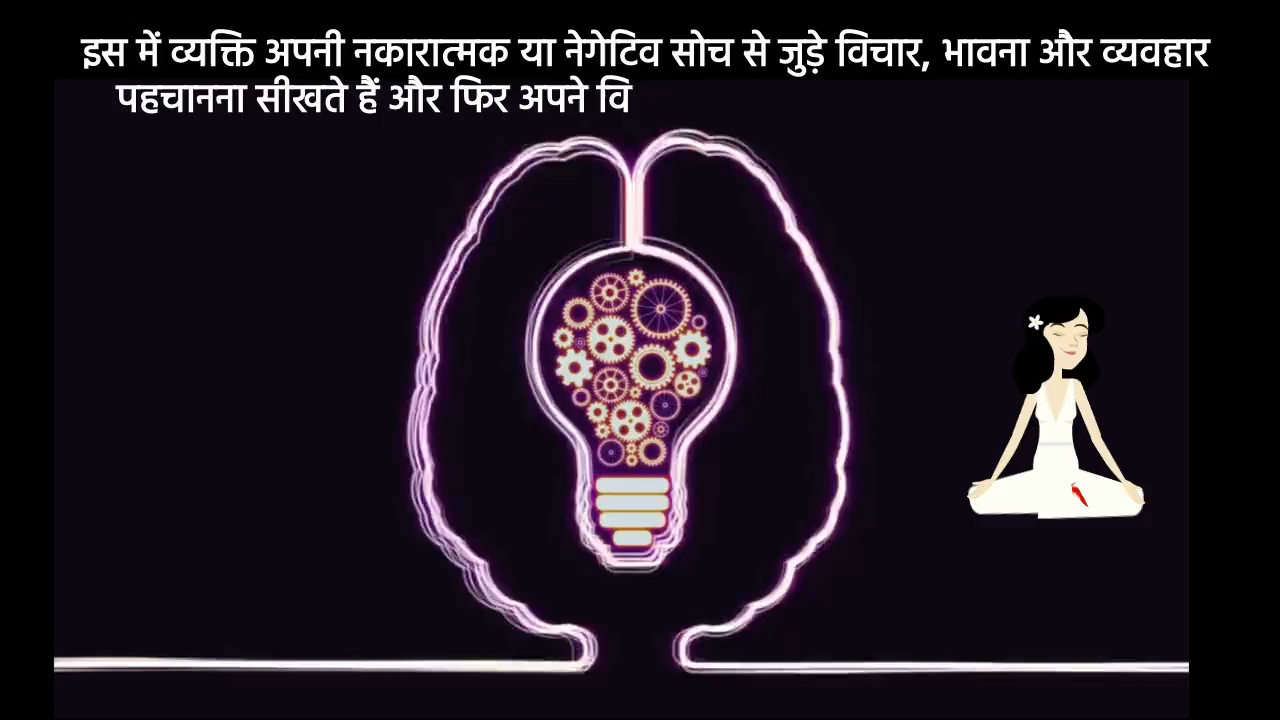 इस में व्यक्ति अपनी नकारात्मक या नेगेटिव सोच से जुड़े विचार, भावना और व्यवहार
पहचानना सीखते हैं और फिर अपने वि